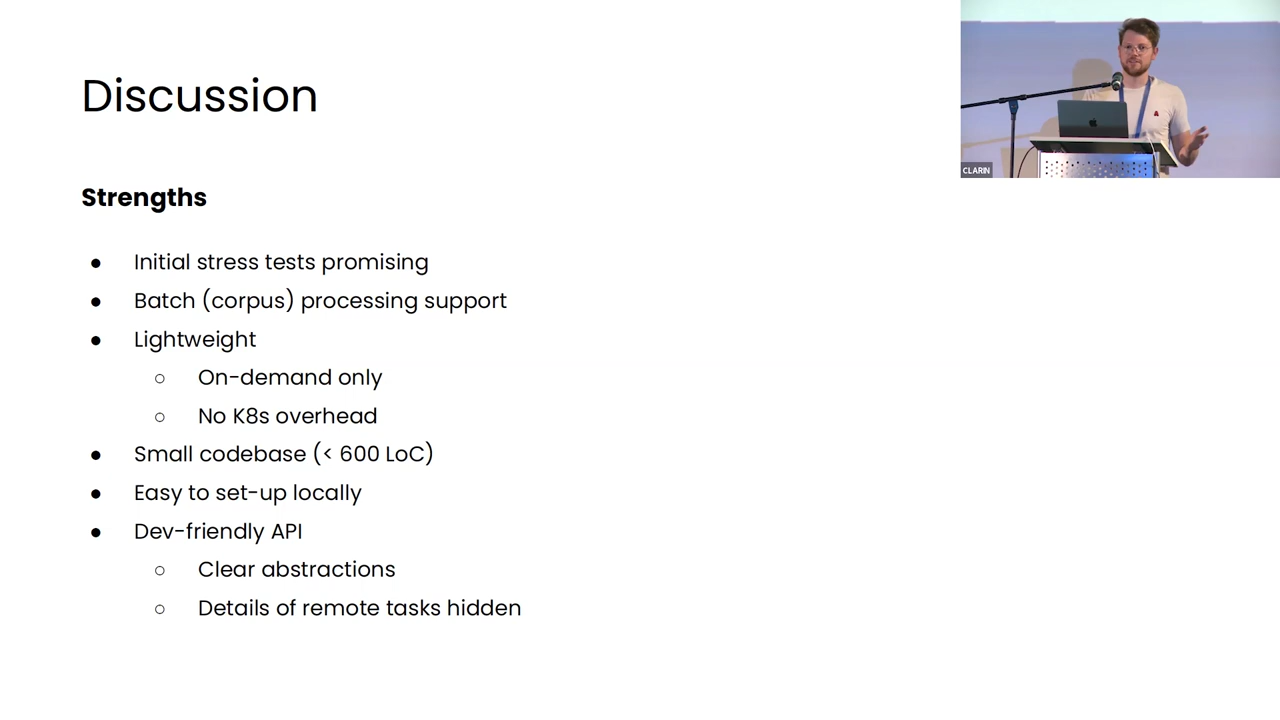 Discussion
Strengths
● Initial stress tests promising
● Batch (corpus) processing support
● Lightweight
○ On-demand only
○ No K8s overhead
● Small codebase (< 600 LoC)
● Easy to set-up locally
● Dev-friendly API
○ Clear abstractions
○ Details of remote tasks hidden
CLARIN